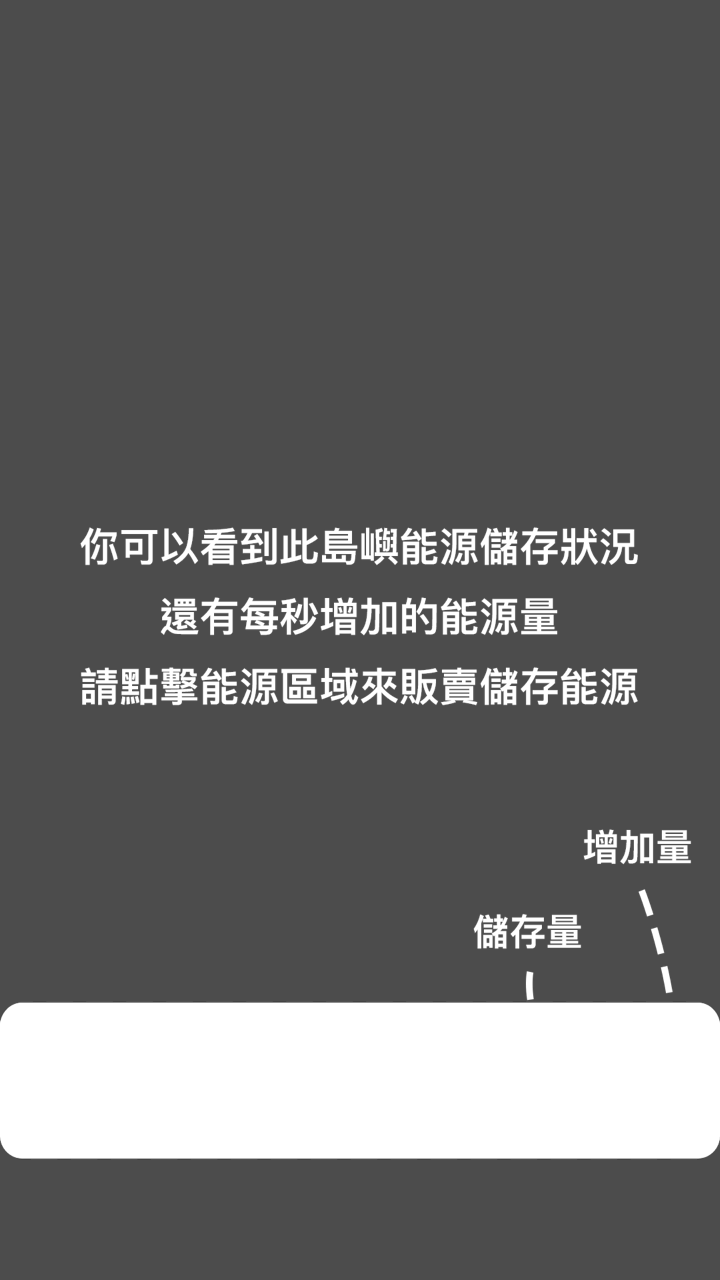 你可以看到此島嶼能源儲存狀況
還有每秒增加的能源量
請點擊能源區域來販賣儲存能源
增加量
儲存量